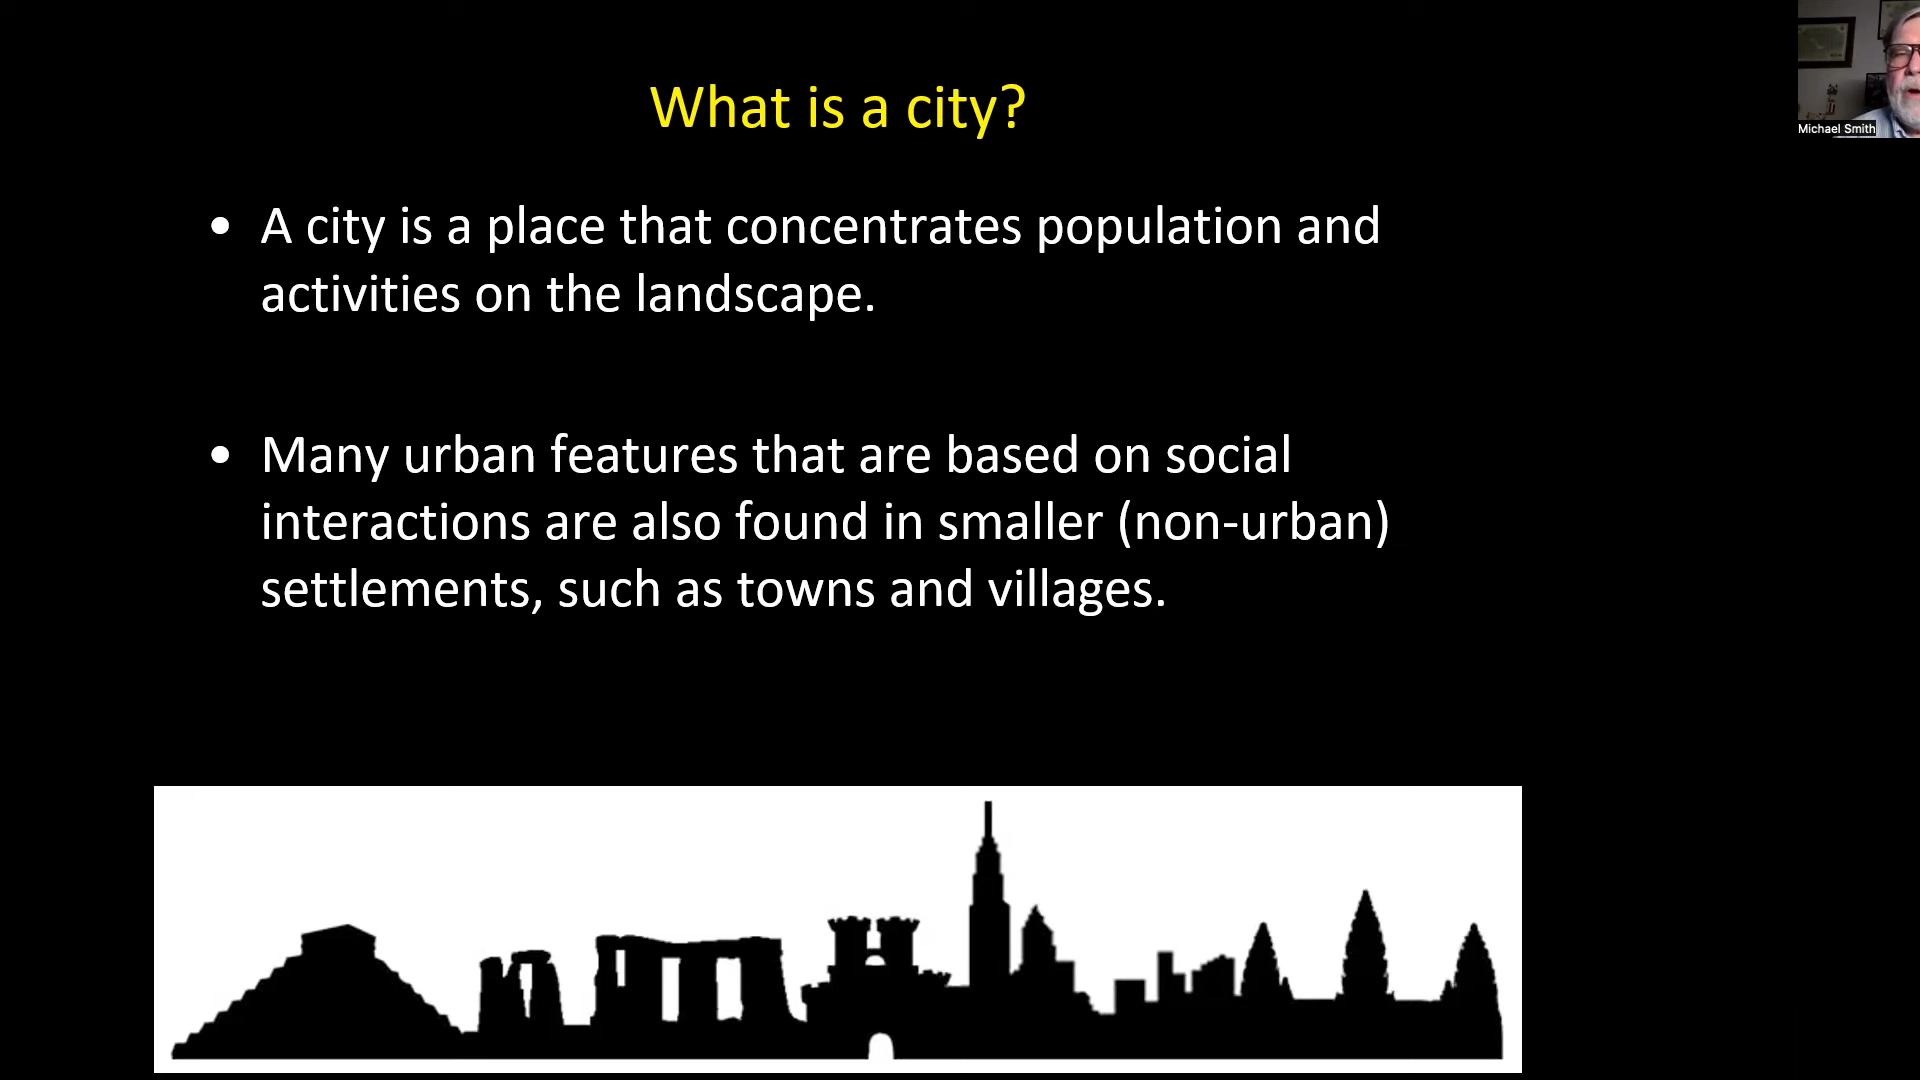 What is a city?
• A city is a place that concentrates population and
activities on the landscape.
• Many urban features that are based on social
interactions are also found in smaller (non-urban)
settlements, such as towns and villages.
Michael Smith